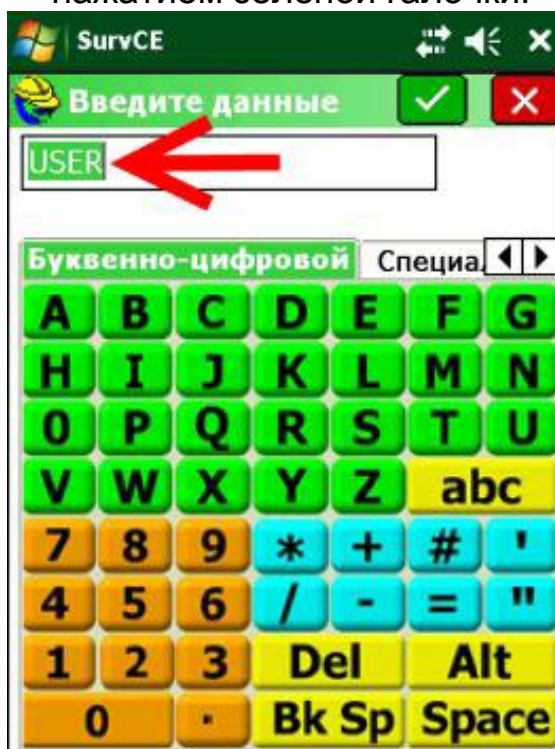 нажатием зеленой галочки.
SurvCE
Введите данные
USER
Буквенно-цифровой Специа
A B C D E F G
H I J K L M N
O P Q R S T U
V W X Y Z abc
7 8 9 * + # '
4 5 6 / - = "
1 2 3 Del Alt
0 . Bk Sp Space